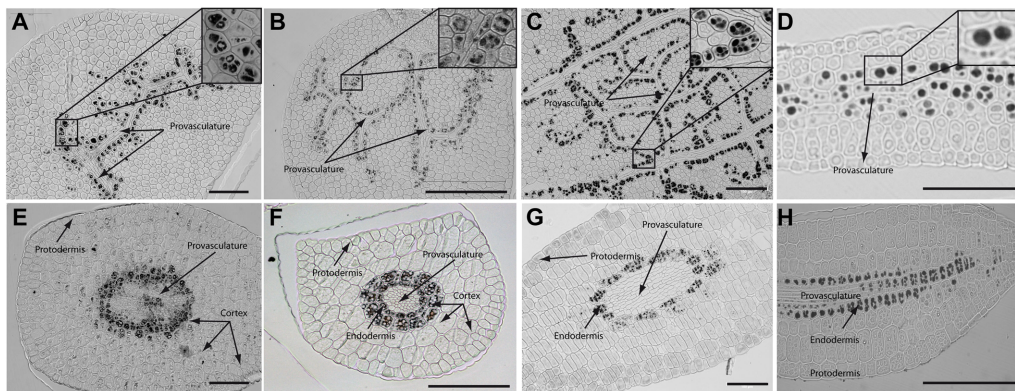 A
Provasculature
B
Provasculature
C
Provasculature
D
Provasculature
E
Protodermis
Provasculature
Cortex
F
Protodermis
Provasculature
Cortex
Endodermis
G
Provasculature
Protodermis
Endodermis
H
Provasculature
Endodermis
Protodermis